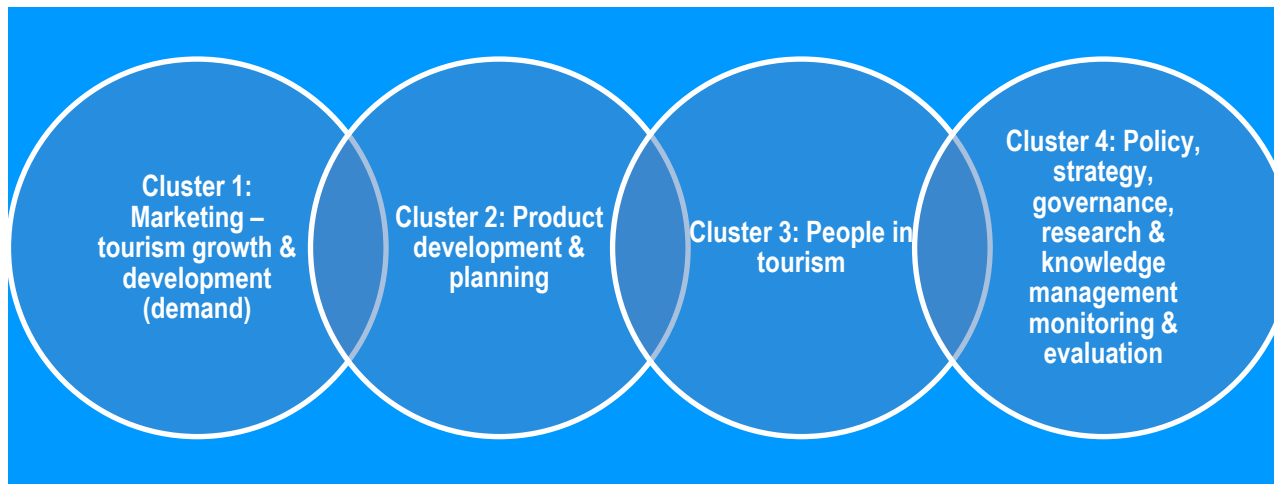 Cluster 1:
Marketing –
tourism growth &
development
(demand)
Cluster 2: Product
development &
planning
Cluster 3: People in
tourism
Cluster 4: Policy,
strategy,
governance,
research &
knowledge
management
monitoring &
evaluation